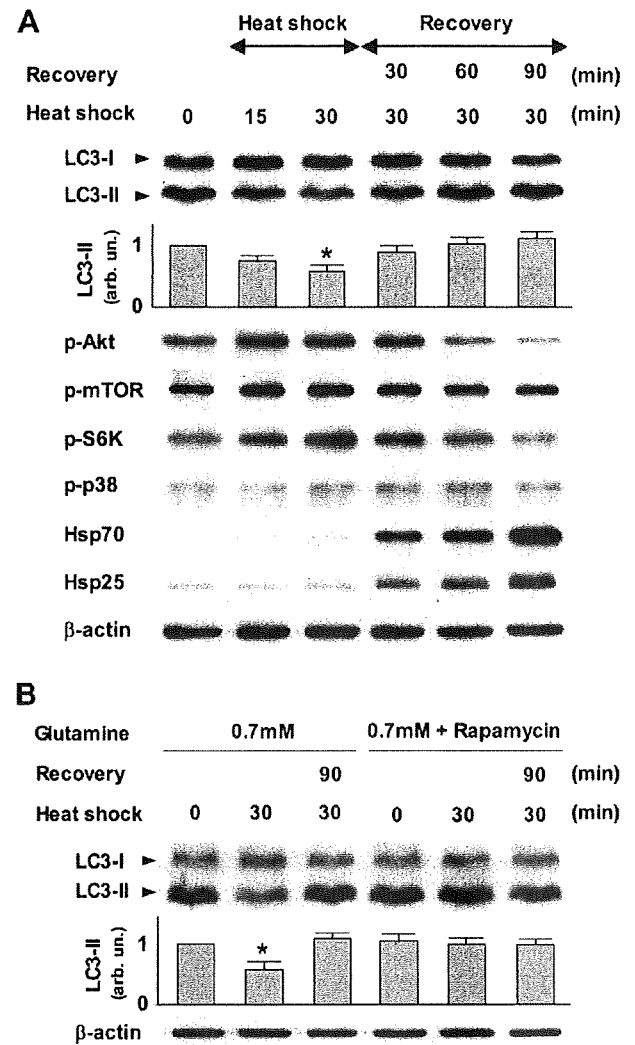 A
Heat shock Recovery
Recovery 30 60 90 (min)
Heat shock 0 15 30 30 30 30
LC3-I
LC3-II
LC3-II
(arb. un.)
1
*
0
p-Akt
p-mTOR
p-S6K
p-p38
Hsp70
Hsp25
β-actin
B
Glutamine 0.7mM 0.7mM + Rapamycin
Recovery 90 90 (min)
Heat shock 0 30 30 0 30 30
LC3-I
LC3-II
LC3-II
(arb. un.)
1
*
0
β-actin